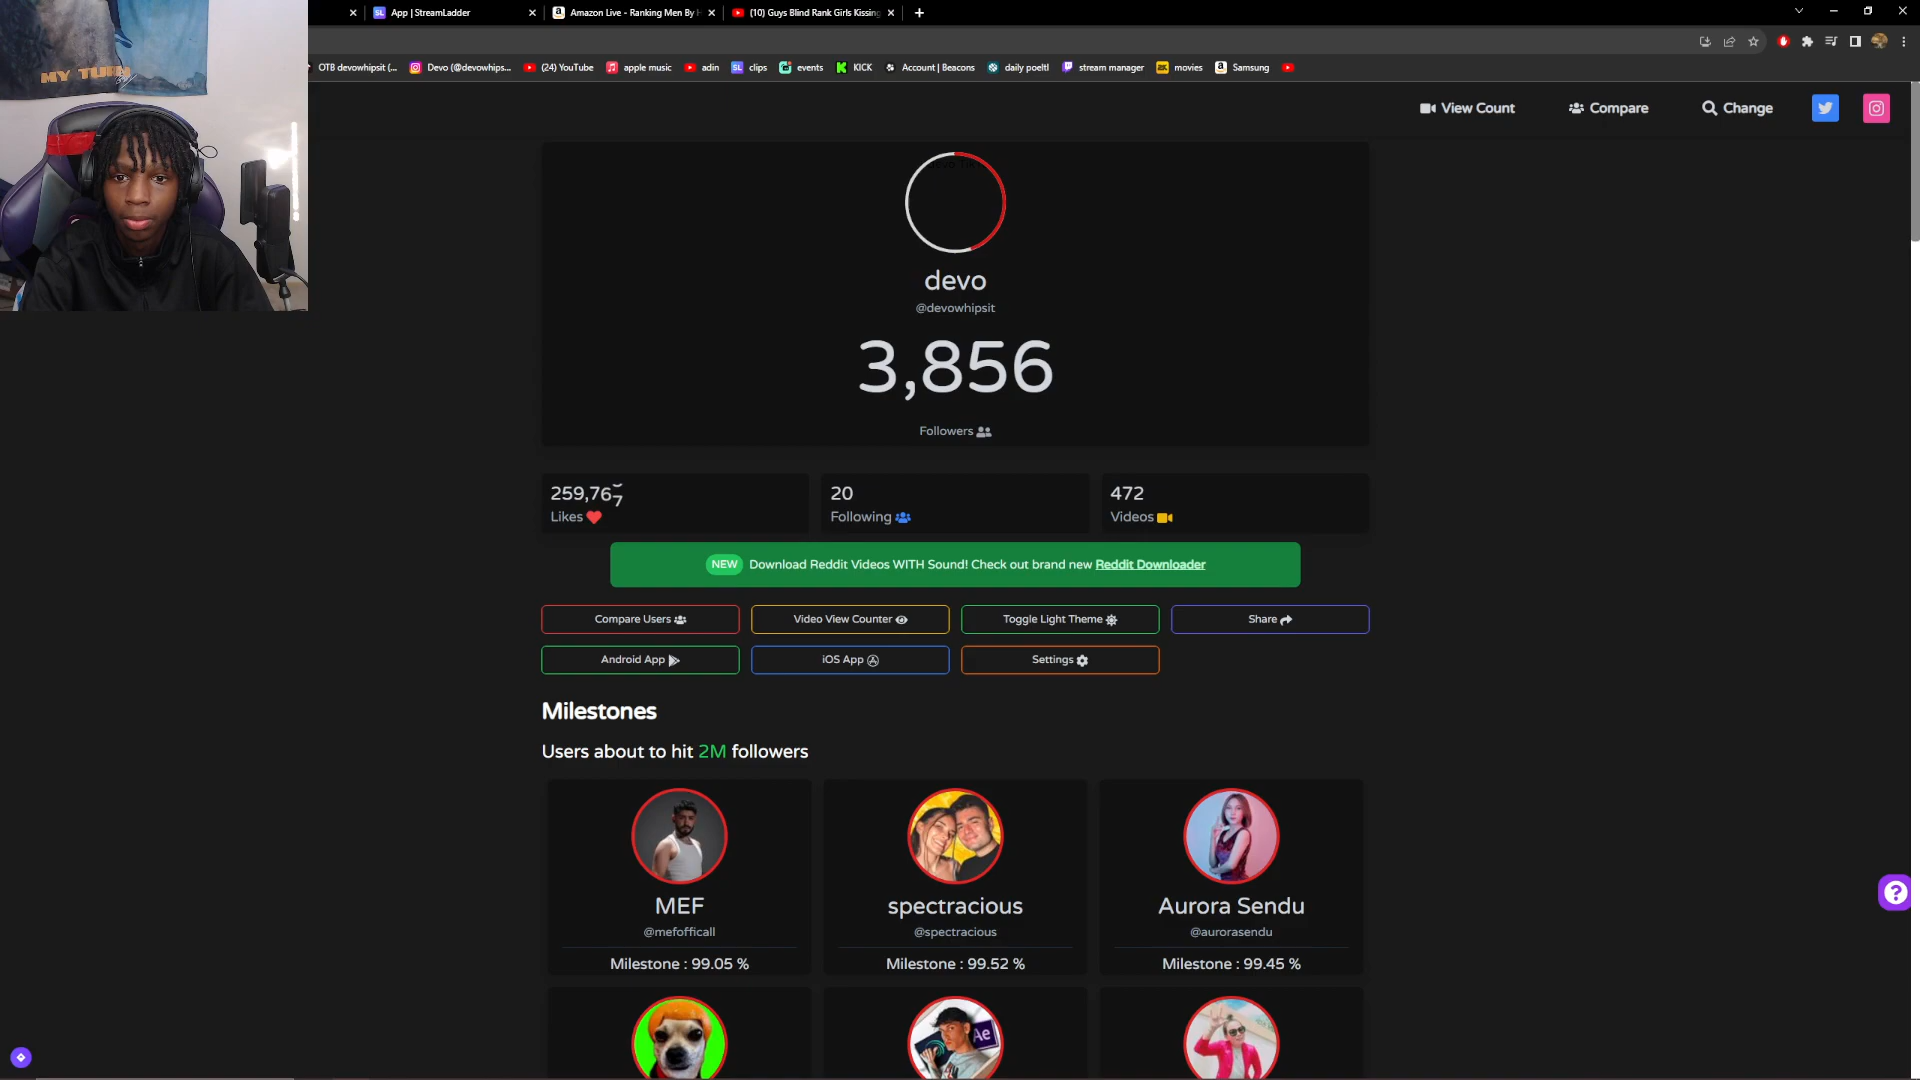 MY TURN
App | StreamLadder
Amazon Live - Ranking Men By H
(10) Guys Blind Rank Girls Kissing
OTB devowhipsit (...
Devo (@devowhips...
(24) YouTube
apple music
adin
SL
clips
events
KICK
Account | Beacons
daily poeltl
stream manager
movies
Samsung
View Count
Compare
Change
devo
@devowhipsit
3,856
Followers
259,767
Likes
20
Following
472
Videos
NEW Download Reddit Videos WITH Sound! Check out brand new Reddit Downloader
Compare Users
Video View Counter
Toggle Light Theme
Share
Android App
iOS App
Settings
Milestones
Users about to hit 2M followers
MEF
@mefofficall
Milestone : 99.05 %
spectracious
@spectracious
Milestone : 99.52 %
Aurora Sendu
@aurorasendu
Milestone : 99.45 %
Ae